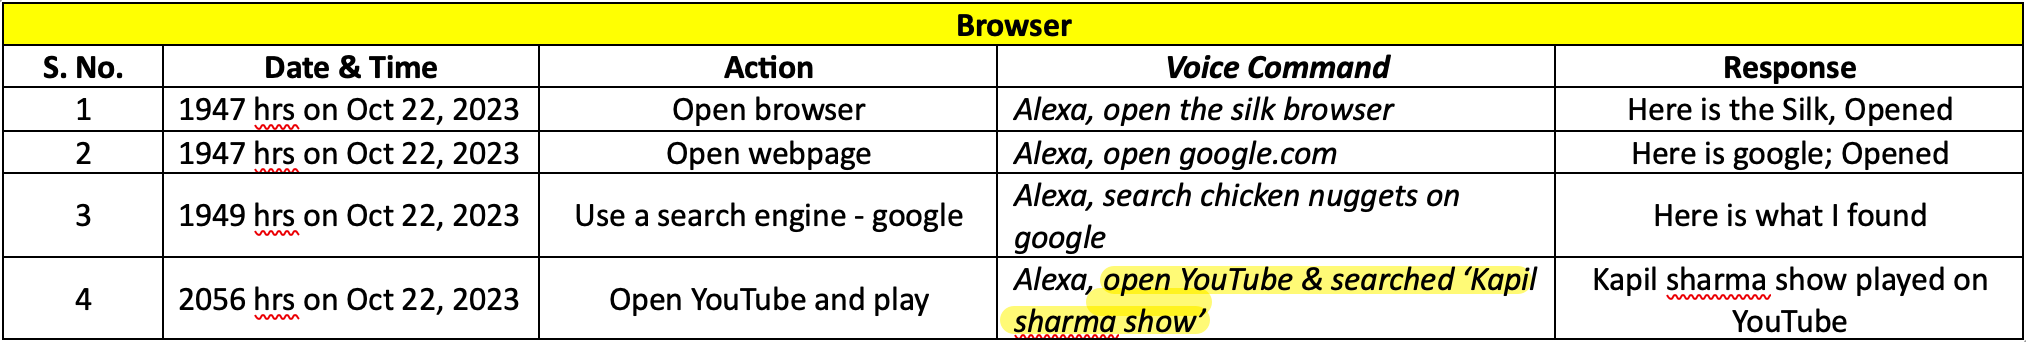 Browser
S. No. Date & Time Action Voice Command Response
1 1947 hrs on Oct 22, 2023 Open browser Alexa, open the silk browser Here is the Silk, Opened
2 1947 hrs on Oct 22, 2023 Open webpage Alexa, open google.com Here is google; Opened
3 1949 hrs on Oct 22, 2023 Use a search engine - google Alexa, search chicken nuggets on
google Here is what I found
4 2056 hrs on Oct 22, 2023 Open YouTube and play Alexa, open YouTube & searched ‘Kapil
sharma show’ Kapil sharma show played on
YouTube